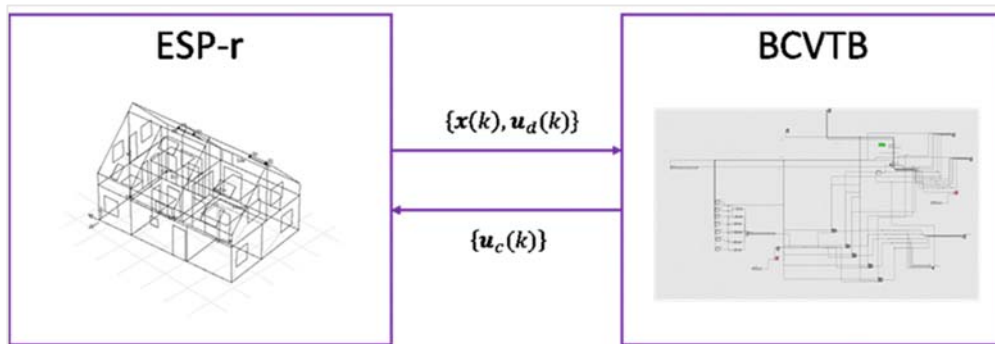 ESP-r
BCVTB
{x(k), u_d(k)}
{u_c(k)}